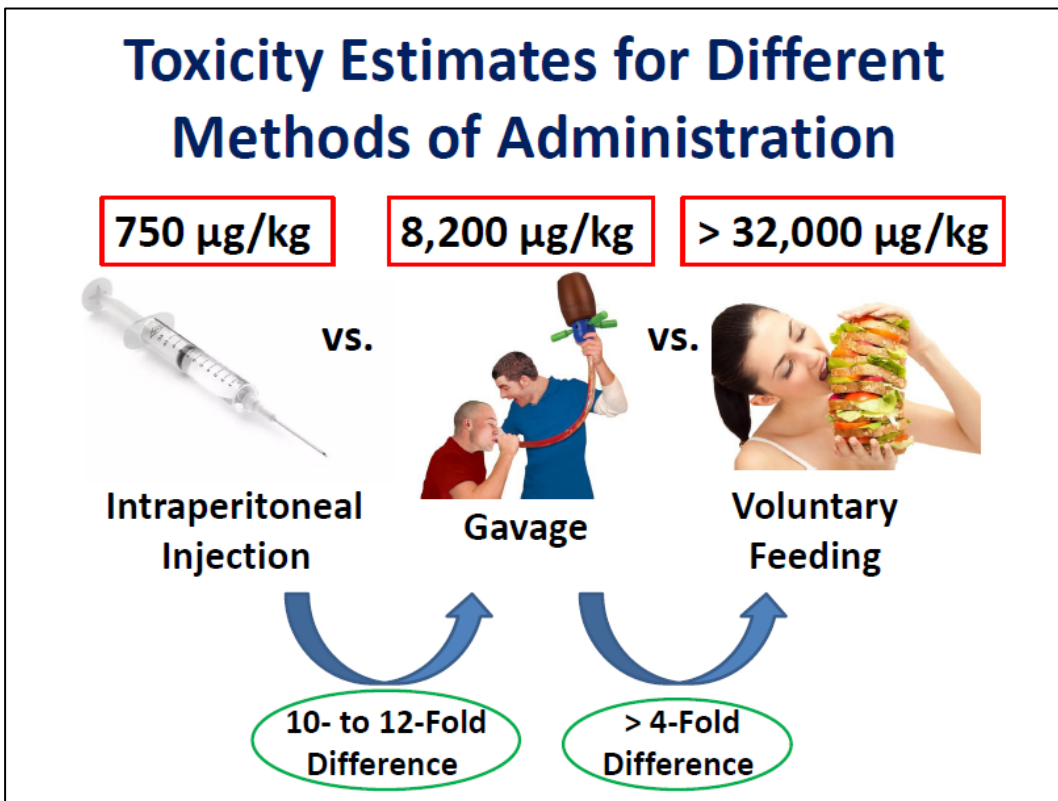 Toxicity Estimates for Different
Methods of Administration
750 µg/kg
8,200 µg/kg
> 32,000 µg/kg
vs.
vs.
Intraperitoneal
Injection
Gavage
Voluntary
Feeding
10- to 12-Fold
Difference
> 4-Fold
Difference